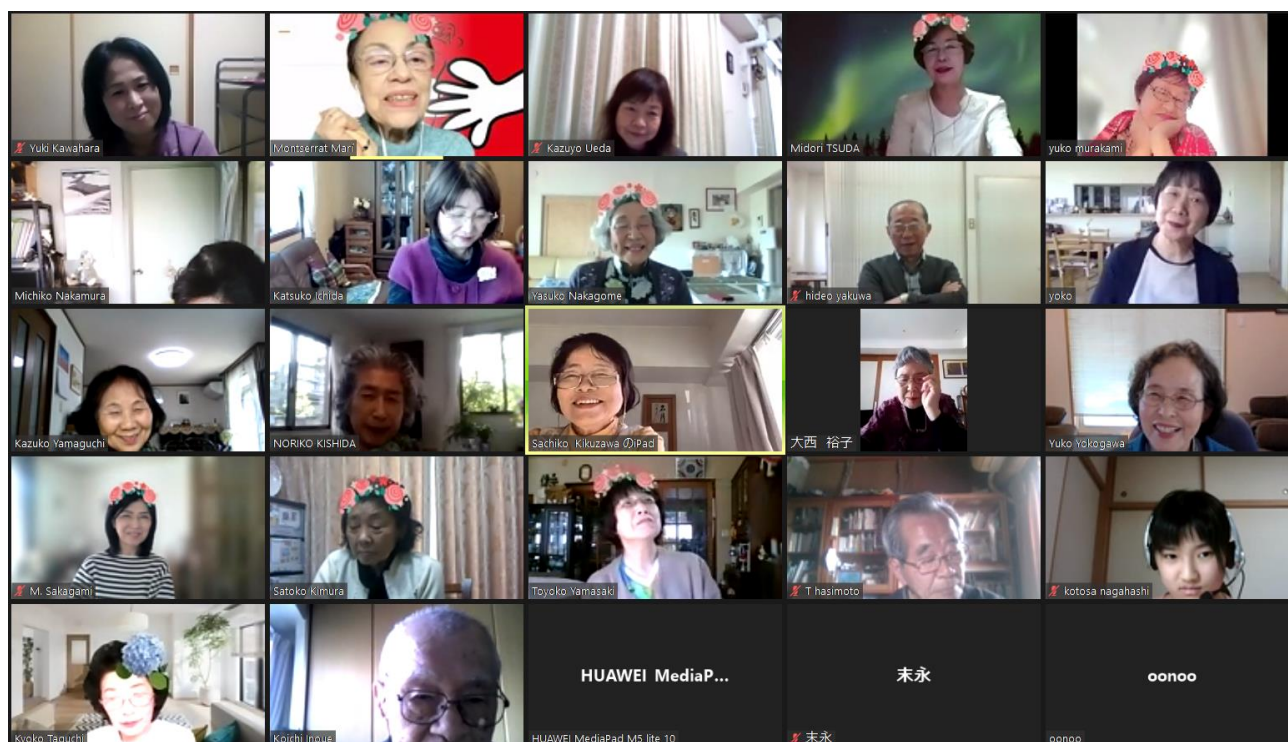 Yuki Kawahara
Montserrat Mari
Kazuyo Ueda
Midori TSUDA
yuko murakami
Michiko Nakamura
Katsuko Ichida
Yasuko Nakagome
hideo yakuwa
yoko
Kazuko Yamaguchi
NORIKO KISHIDA
Sachiko Kikuzawa のiPad
大西 裕子
Yuko Yokogawa
M. Sakagami
Satoko Kimura
Toyoko Yamasaki
T hasimoto
kotosa nagahashi
Kyoko Taguchi
Koichi Inoue
HUAWEI MediaP...
HUAWEI MediaPad M5 lite 10
末永
末永
oonoo
oonoo